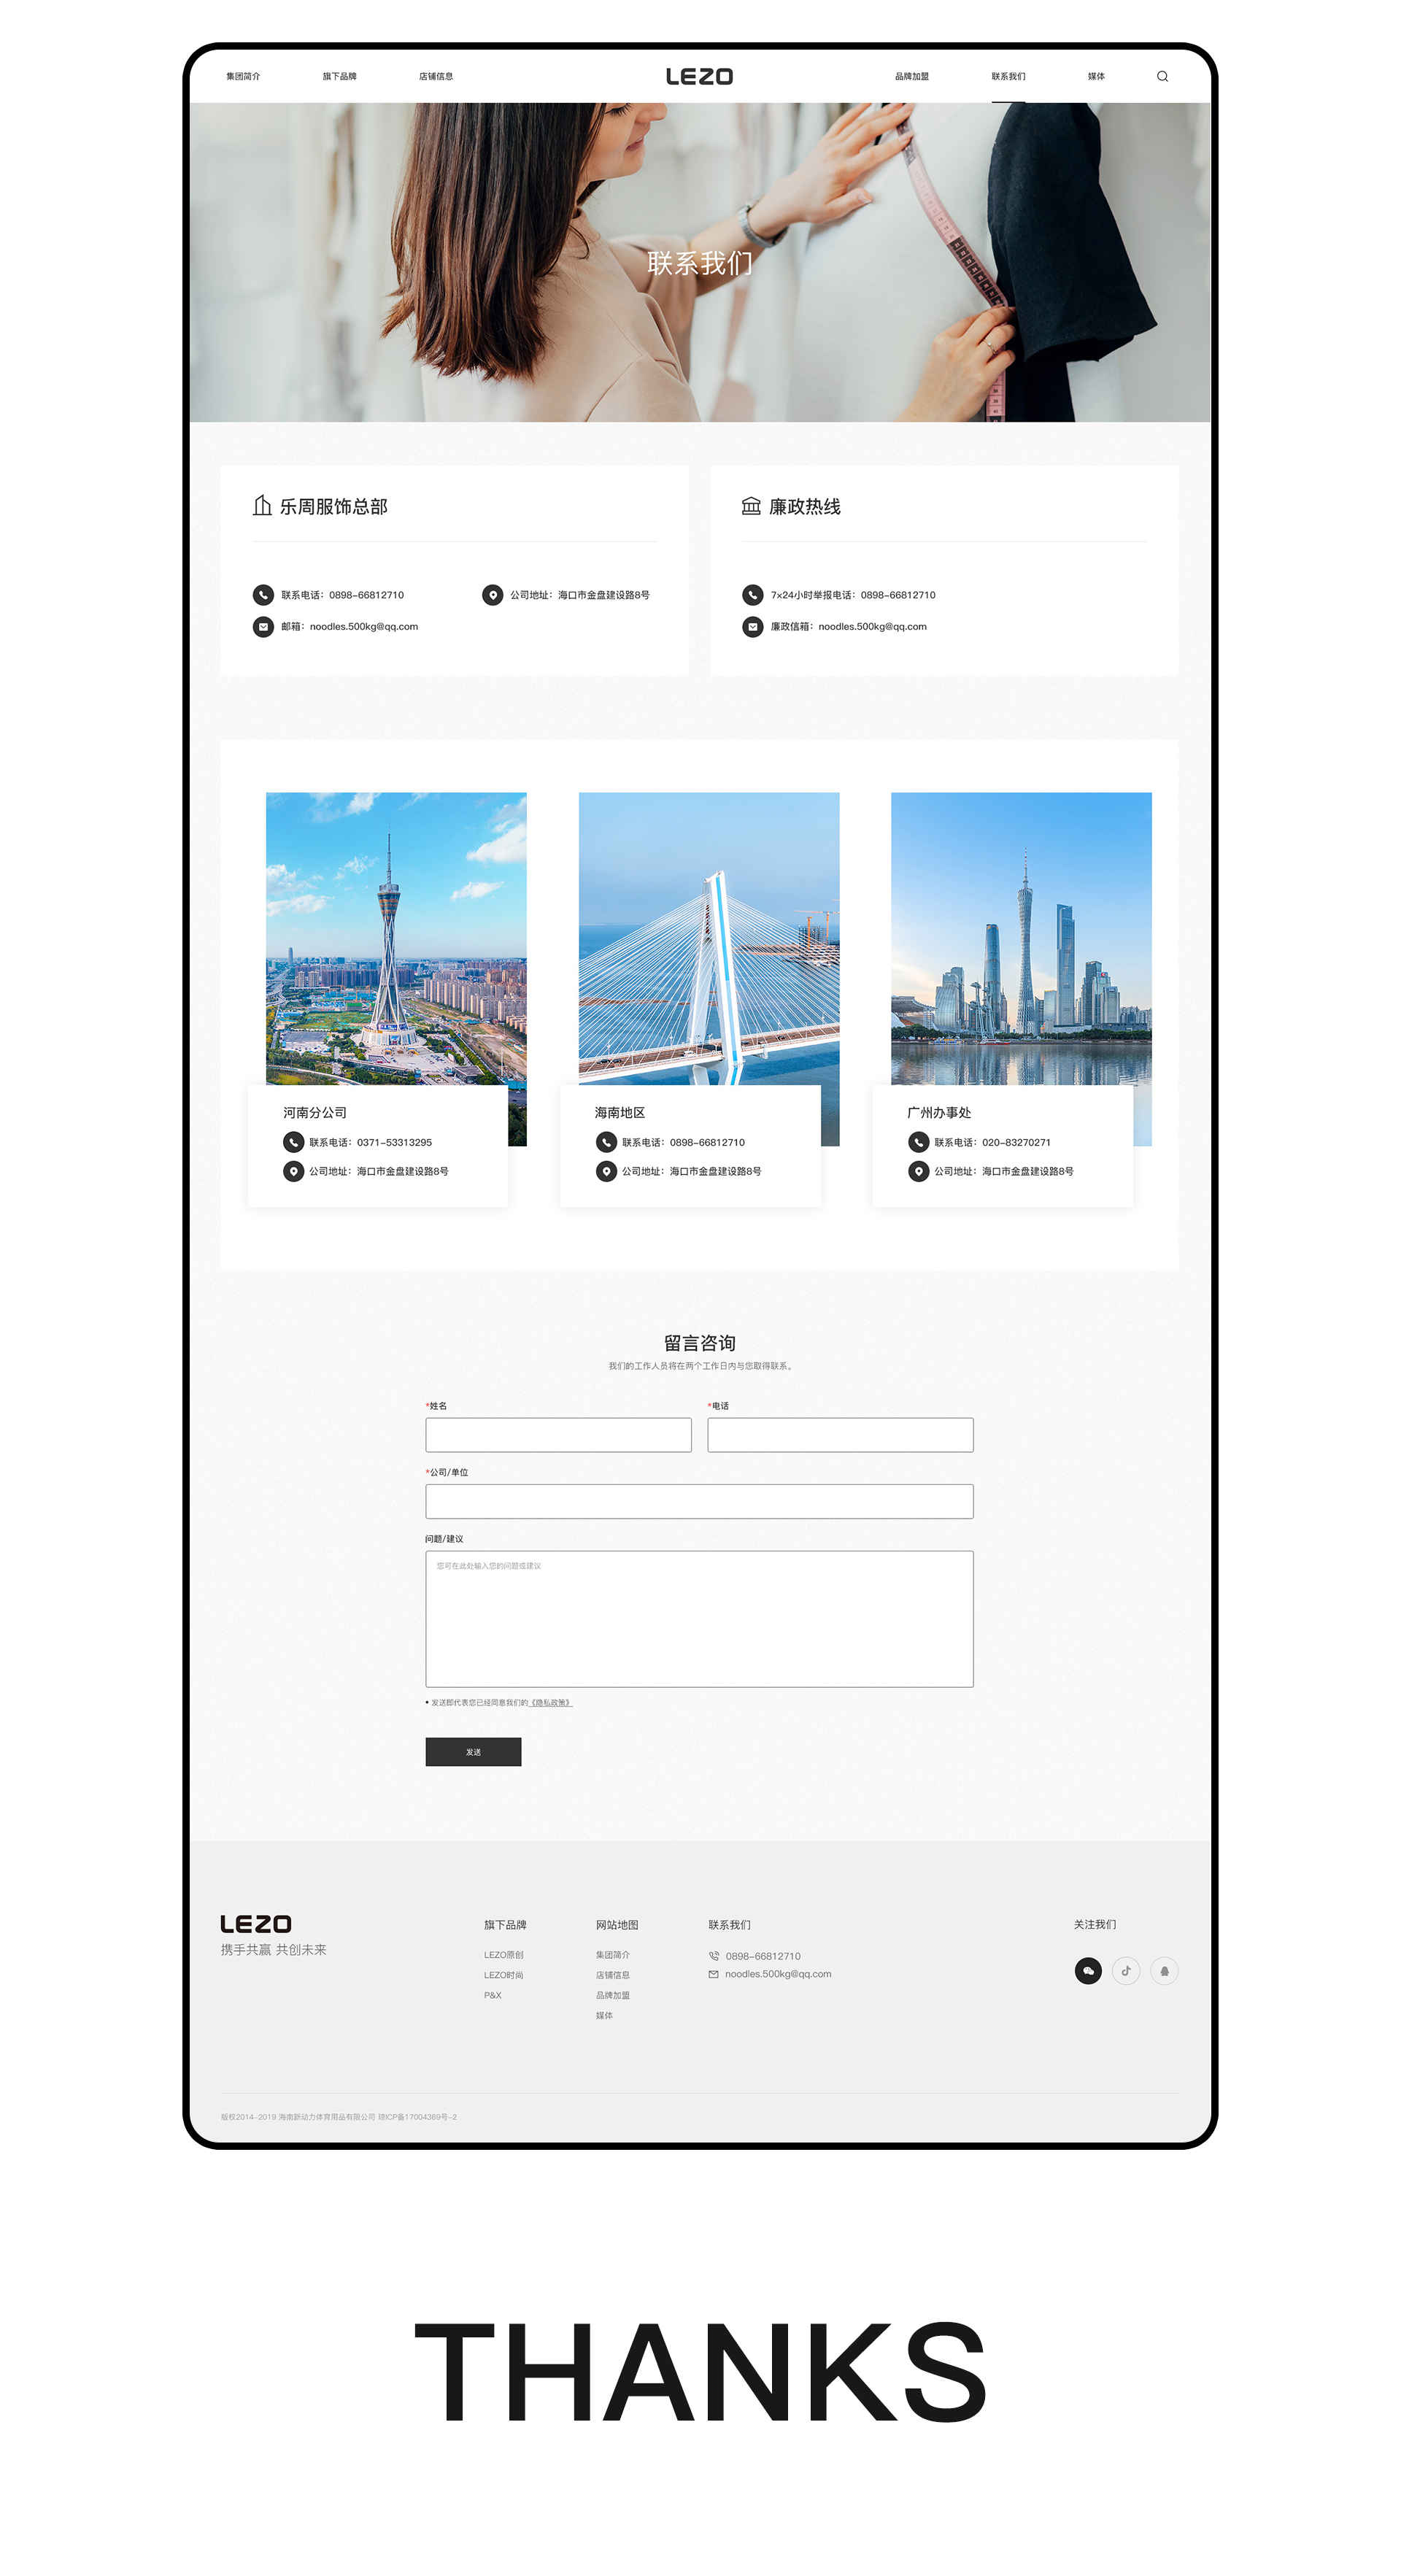 集团简介 旗下品牌 店铺信息 LEZO 品牌加盟 联系我们 媒体
联系我们
乐周服饰总部
联系电话：0898-66812710 公司地址：海口市金盘建设路8号
邮箱：noodles.500kg@qq.com
廉政热线
7×24小时举报电话：0898-66812710
廉政信箱：noodles.500kg@qq.com
河南分公司
联系电话：0371-53313295
公司地址：海口市金盘建设路8号
海南地区
联系电话：0898-66812710
公司地址：海口市金盘建设路8号
广州办事处
联系电话：020-83270271
公司地址：海口市金盘建设路8号
留言咨询
我们的工作人员将在两个工作日内与您取得联系。
*姓名 *电话
*公司/单位
问题/建议
您可在此处输入您的问题或建议
• 发送即代表您已经同意我们的《隐私政策》
发送
LEZO
携手共赢 共创未来
旗下品牌
LEZO原创
LEZO时尚
P&X
网站地图
集团简介
店铺信息
品牌加盟
媒体
联系我们
0898-66812710
noodles.500kg@qq.com
关注我们
版权2014-2019 海南新动力体育用品有限公司 琼ICP备17004369号-2
THANKS